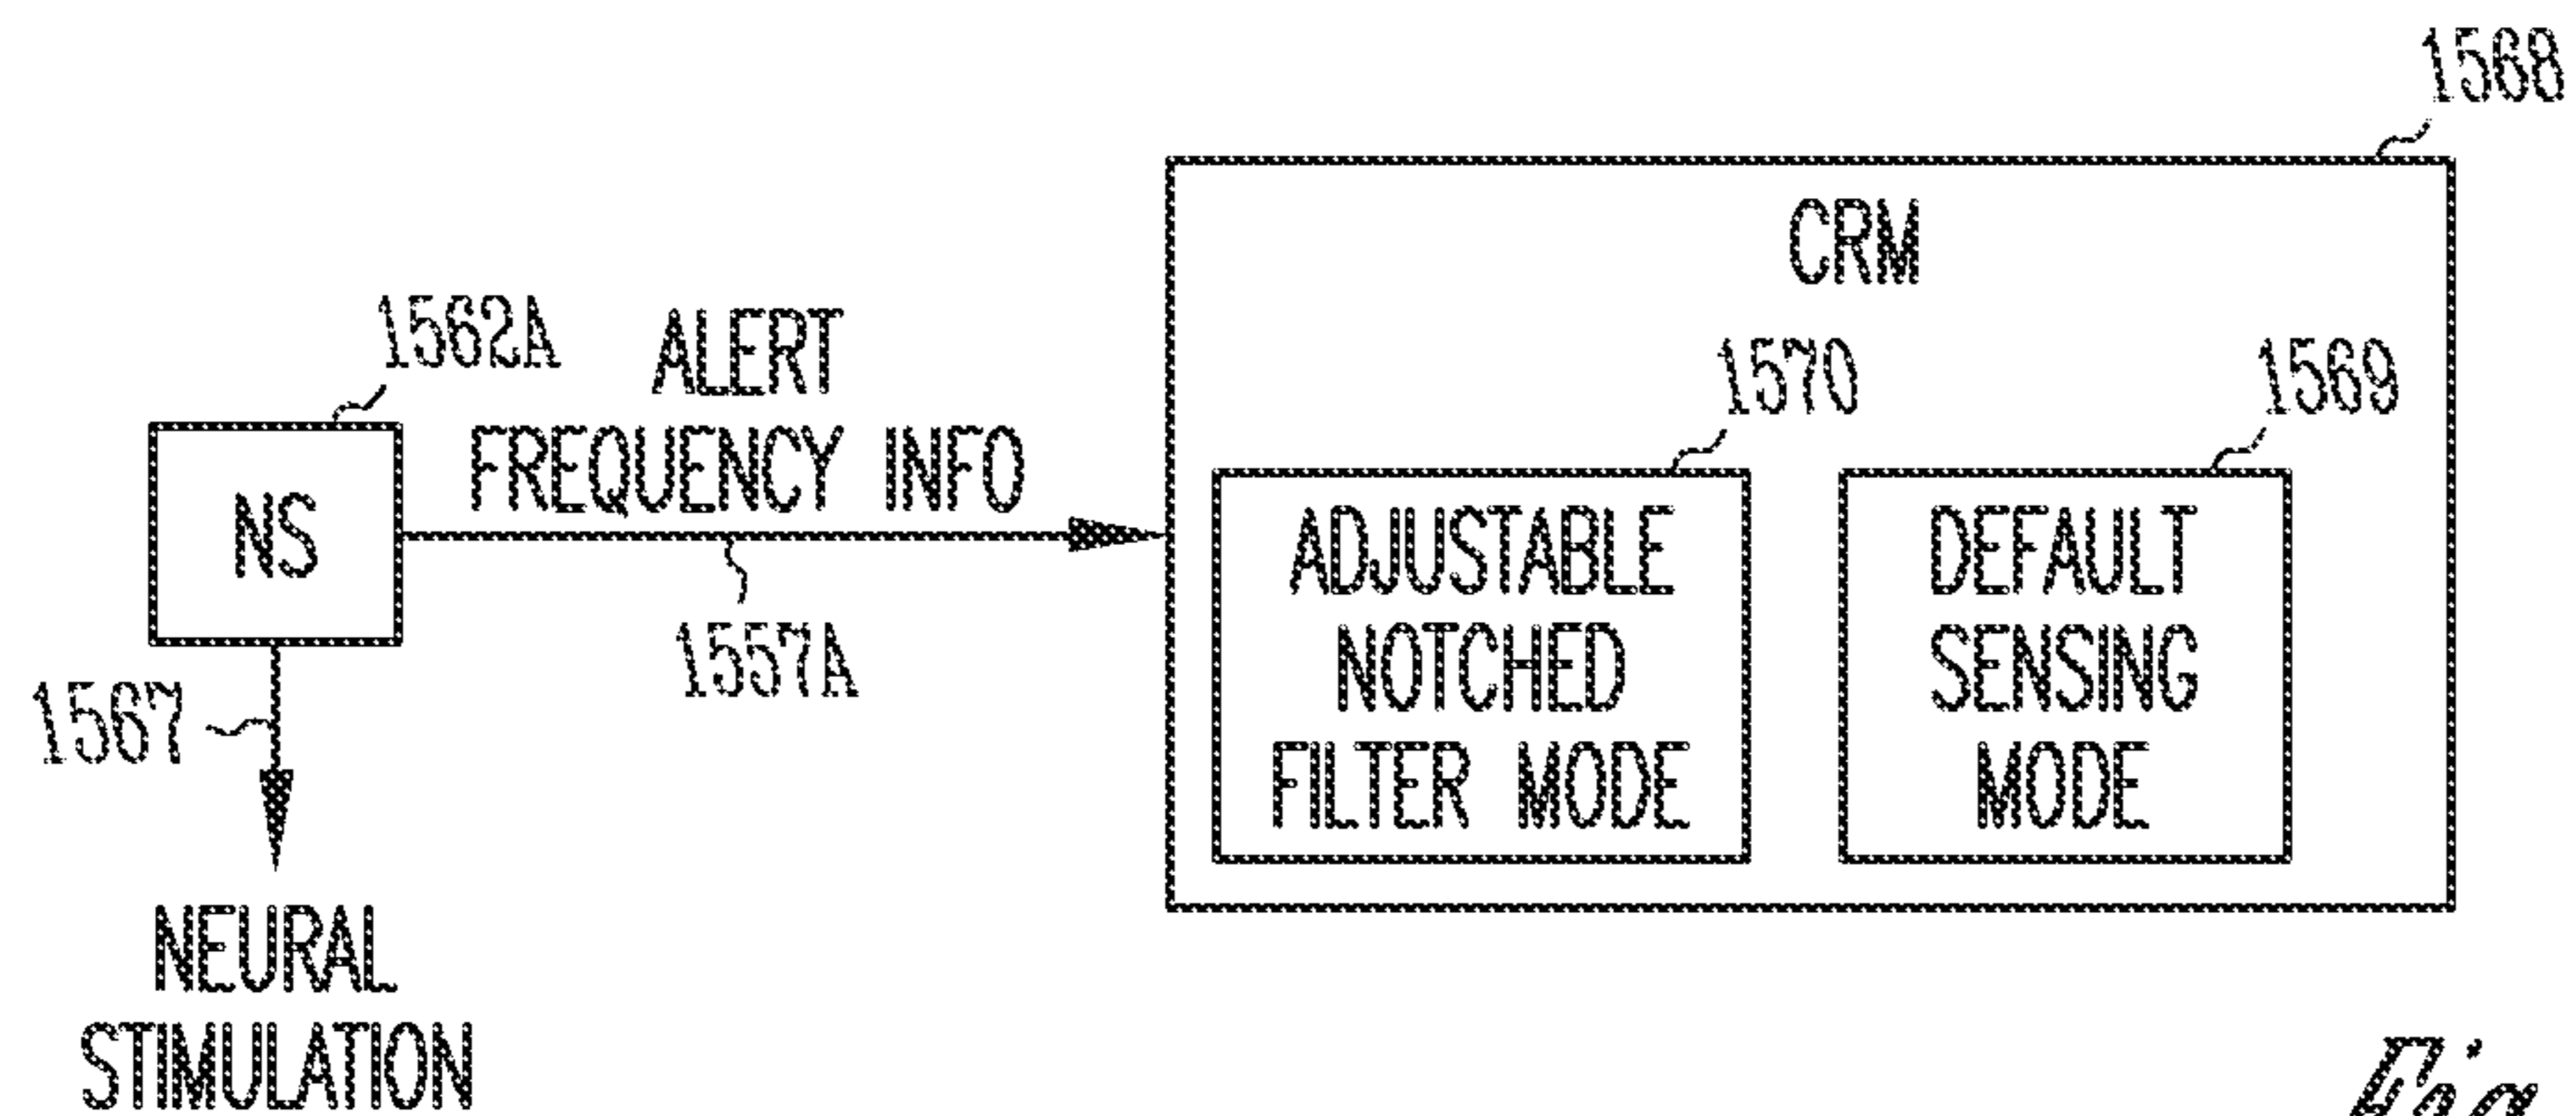 1568
CRM
1562A
ALERT
FREQUENCY INFO
1570
1569
NS
ADJUSTABLE
NOTCHED
FILTER MODE
DEFAULT
SENSING
MODE
1557A
1567
NEURAL
STIMULATION